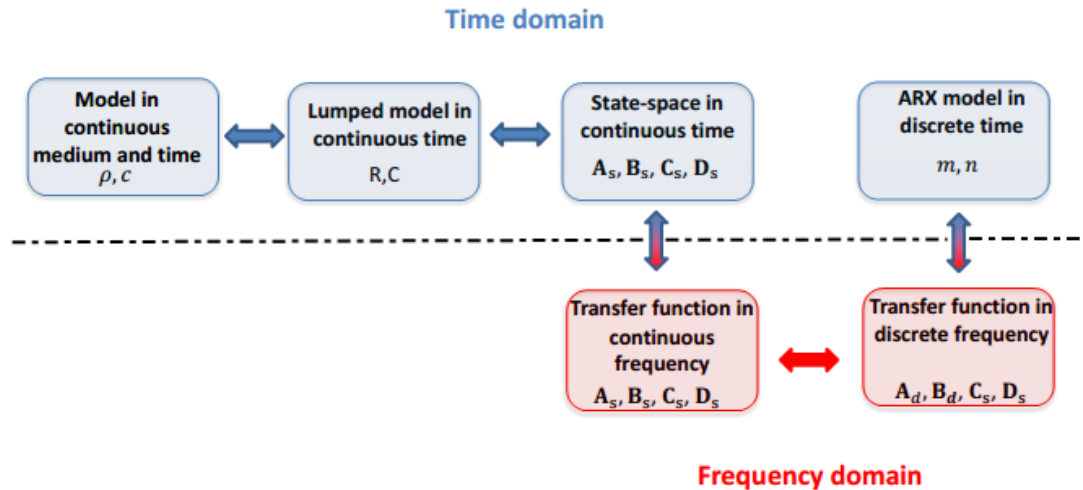 Time domain
Model in
continuous
medium and time
ρ, c
Lumped model in
continuous time
R,C
State-space in
continuous time
A_s, B_s, C_s, D_s
ARX model in
discrete time
m, n
Transfer function in
continuous
frequency
A_s, B_s, C_s, D_s
Transfer function in
discrete frequency
A_d, B_d, C_s, D_s
Frequency domain